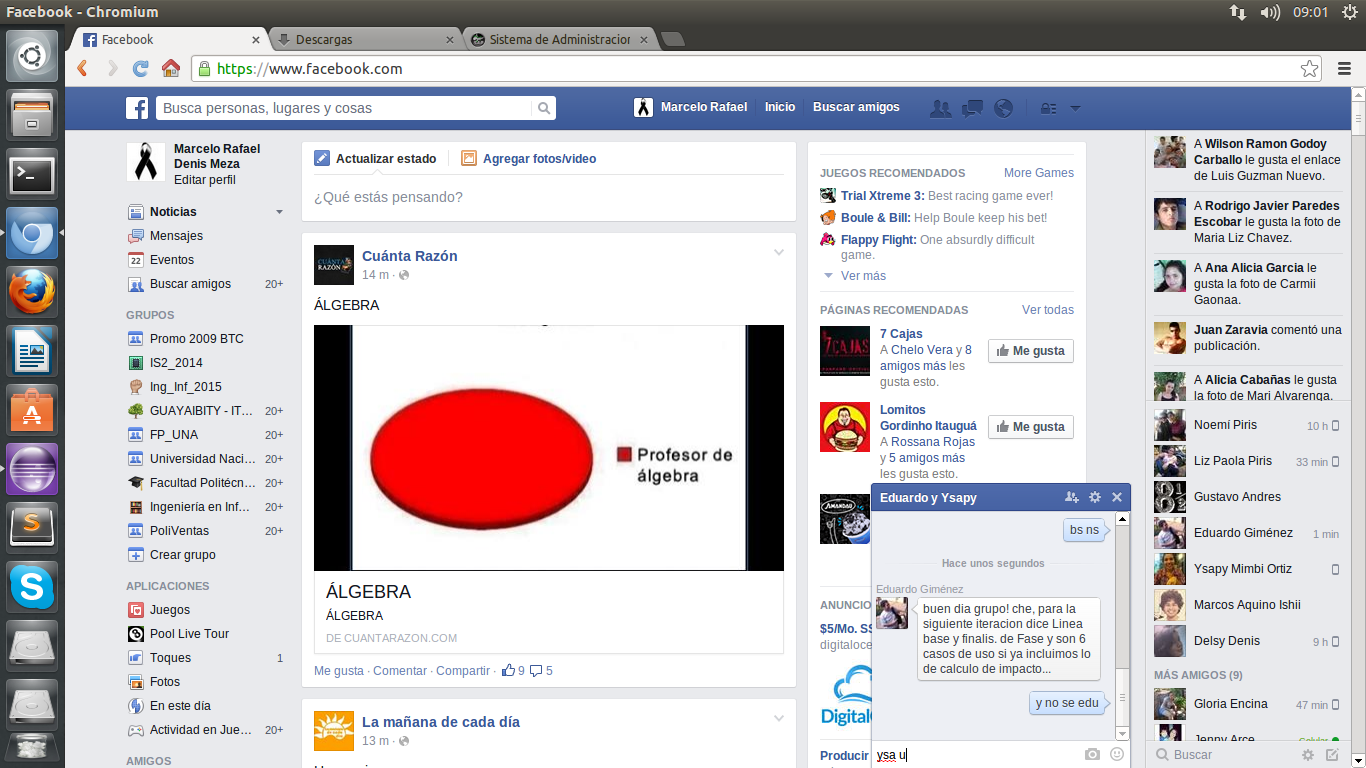 Facebook - Chromium
09:01
Facebook
Descargas
Sistema de Administracion
https://www.facebook.com
Busca personas, lugares y cosas
Marcelo Rafael
Inicio
Buscar amigos
Marcelo Rafael
Denis Meza
Editar perfil
Noticias
Mensajes
22
Eventos
Buscar amigos 20+
GRUPOS
Promo 2009 BTC
IS2_2014
Ing_Inf_2015
GUAYAIBITY - IT... 20+
FP_UNA 20+
Universidad Naci... 20+
Facultad Politécn... 20+
Ingeniería en Inf... 20+
PoliVentas 20+
Crear grupo
APLICACIONES
Juegos
Pool Live Tour
Toques 1
Fotos
En este día
Actividad en Jue... 20+
AMIGOS
Actualizar estado
Agregar fotos/video
¿Qué estás pensando?
CUÁNTA
RAZÓN
Cuánta Razón
14 m ·
ÁLGEBRA
Profesor de
álgebra
ÁLGEBRA
ÁLGEBRA
DE CUANTARAZON.COM
Me gusta · Comentar · Compartir · 9 5
La mañana de cada día
13 m ·
JUEGOS RECOMENDADOS
More Games
Trial Xtreme 3: Best racing game ever!
Boule & Bill: Help Boule keep his bet!
Flappy Flight: One absurdly difficult
game.
Ver más
PÁGINAS RECOMENDADAS
Ver todas
7 CAJAS
7 Cajas
A Chelo Vera y 8
amigos más les
gusta esto.
Me gusta
Lomitos
Gordinho Itauguá
A Rossana Rojas
y 5 amigos más
les gusta esto.
Me gusta
AMANDAU
ANUNCIO
$5/Mo. SS
digitaloce
DigitalO
Producir
Eduardo y Ysapy
bs ns
Hace unos segundos
Eduardo Giménez
buen dia grupo! che, para la
siguiente iteracion dice Linea
base y finalis. de Fase y son 6
casos de uso si ya incluimos lo
de calculo de impacto...
y no se edu
ysa u
A Wilson Ramon Godoy
Carballo le gusta el enlace
de Luis Guzman Nuevo.
A Rodrigo Javier Paredes
Escobar le gusta la foto de
Maria Liz Chavez.
A Ana Alicia Garcia le
gusta la foto de Carmii
Gaonaa.
Juan Zaravia comentó una
publicación.
A Alicia Cabañas le gusta
la foto de Mari Alvarenga.
Noemí Piris 10 h
Liz Paola Piris 33 min
Gustavo Andres
Eduardo Giménez 1 min
Ysapy Mimbi Ortiz
Marcos Aquino Ishii
Delsy Denis 9 h
MÁS AMIGOS (9)
Gloria Encina 47 min
Jenny Arce Celular
Buscar